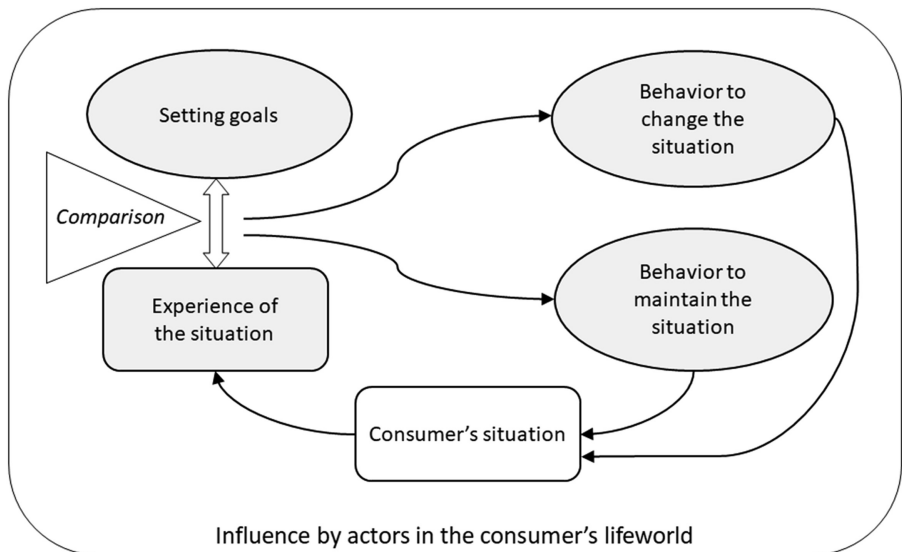 Setting goals
Behavior to
change the
situation
Comparison
Behavior to
maintain the
situation
Experience of
the situation
Consumer’s situation
Influence by actors in the consumer’s lifeworld